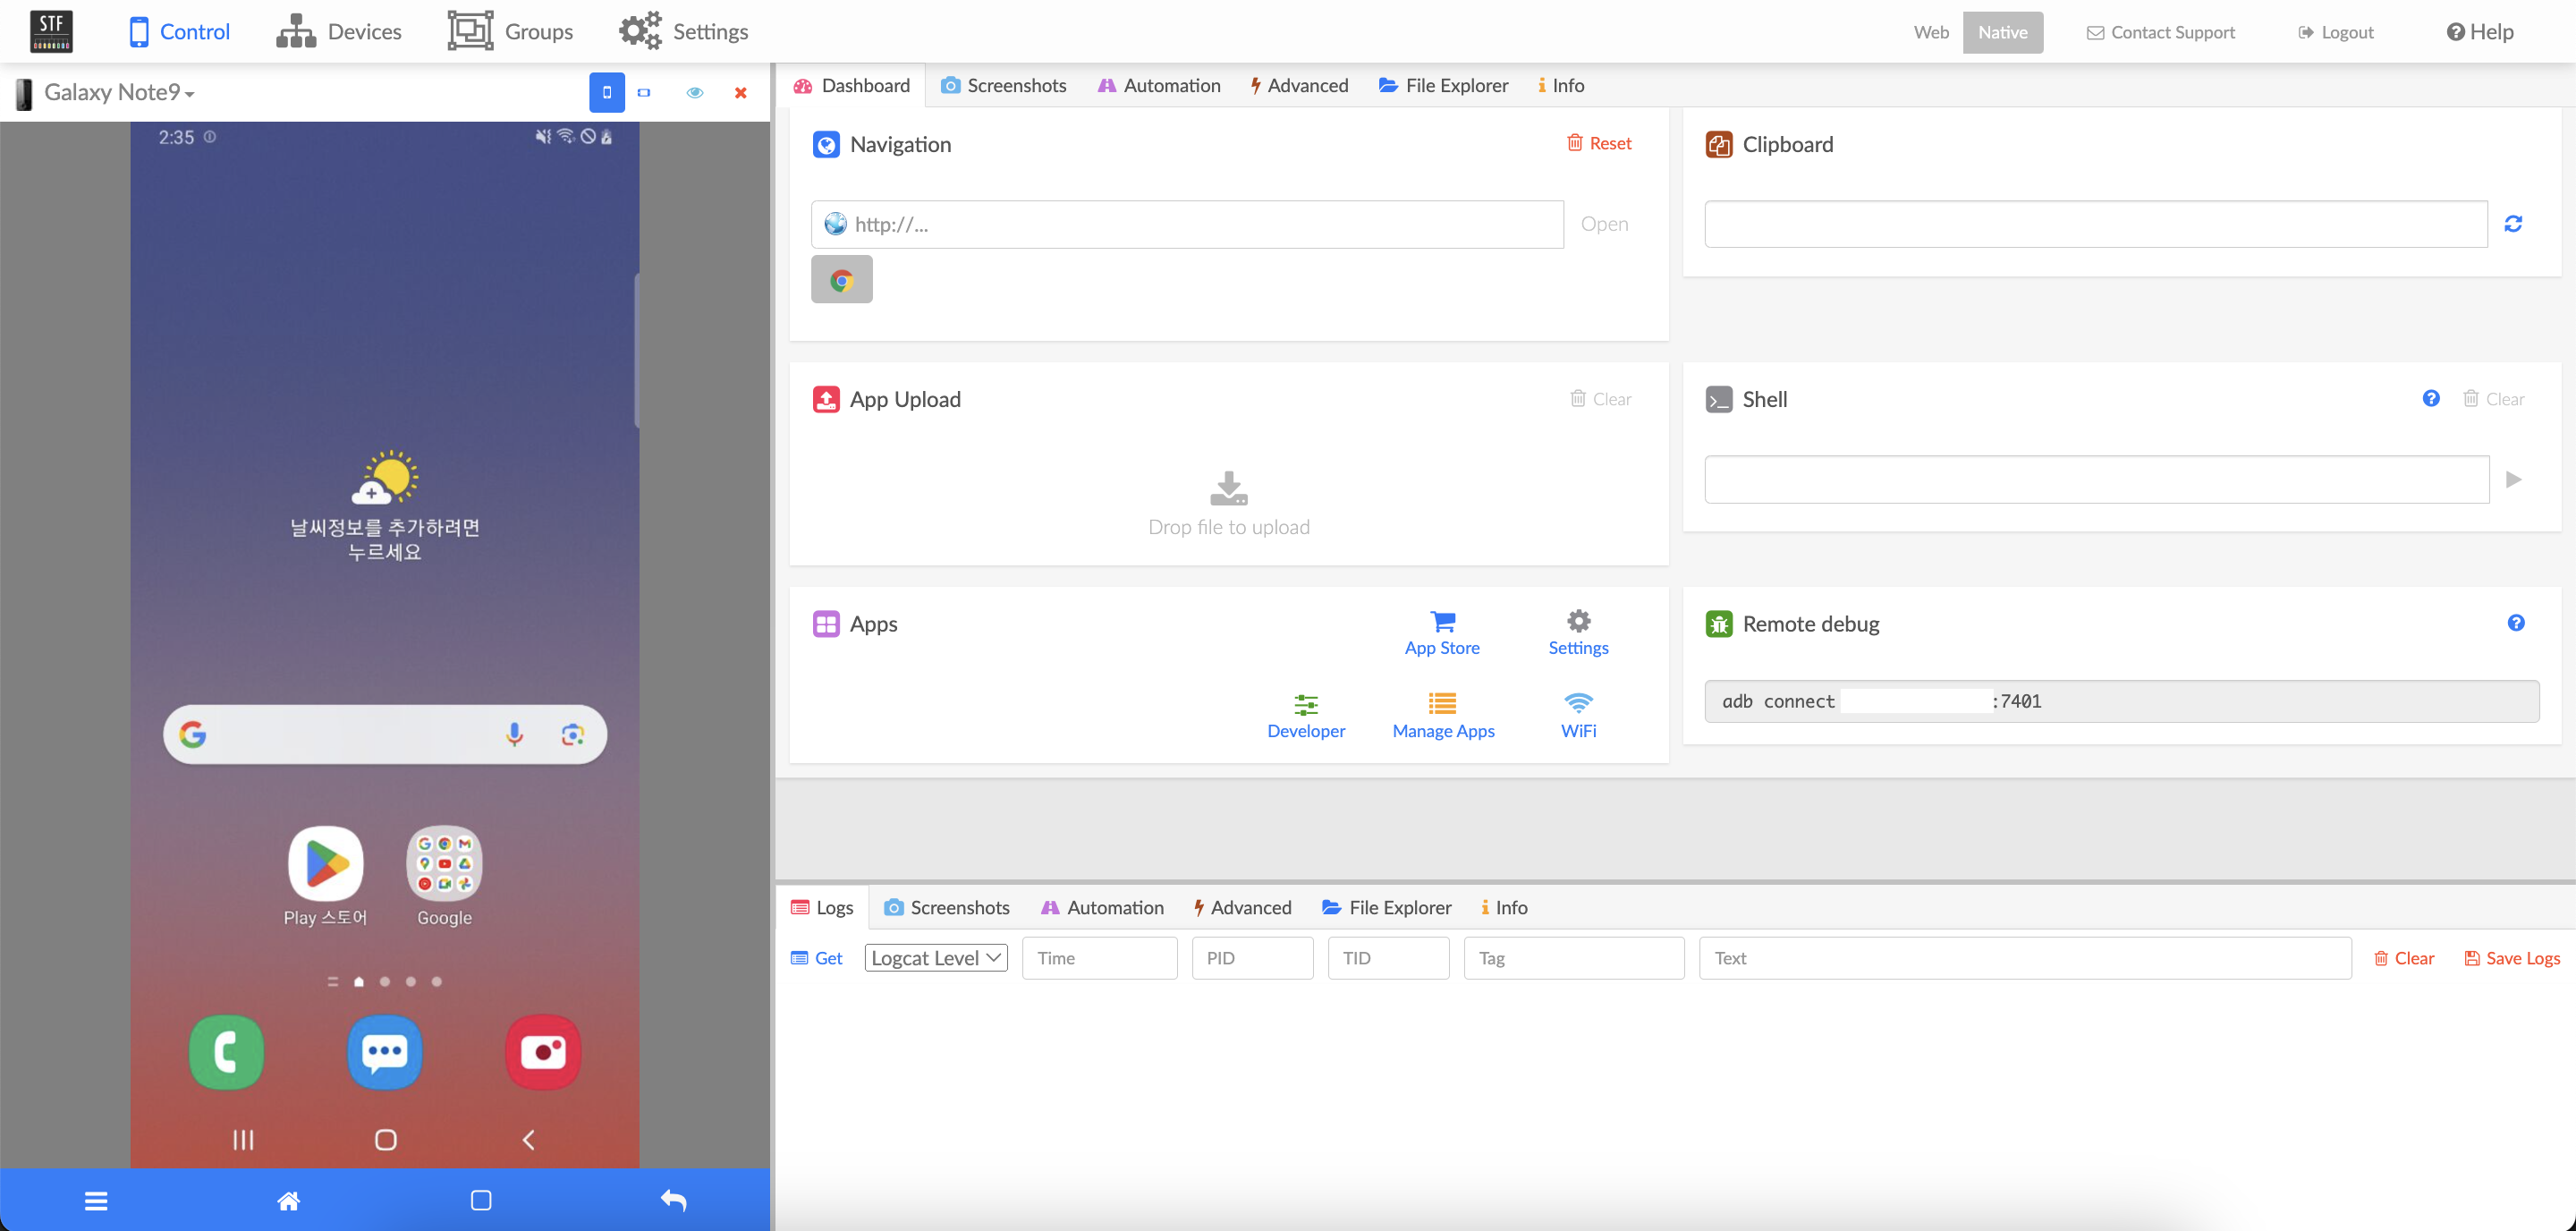 STF
Control
Devices
Groups
Settings
Web
Native
Contact Support
Logout
Help
Galaxy Note9
2:35
날씨정보를 추가하려면
누르세요
Play 스토어
Google
Dashboard
Screenshots
Automation
Advanced
File Explorer
Info
Navigation
Reset
http://...
Open
Clipboard
App Upload
Clear
Drop file to upload
Shell
Clear
Apps
App Store
Settings
Developer
Manage Apps
WiFi
Remote debug
adb connect :7401
Logs
Screenshots
Automation
Advanced
File Explorer
Info
Get
Logcat Level
Time
PID
TID
Tag
Text
Clear
Save Logs